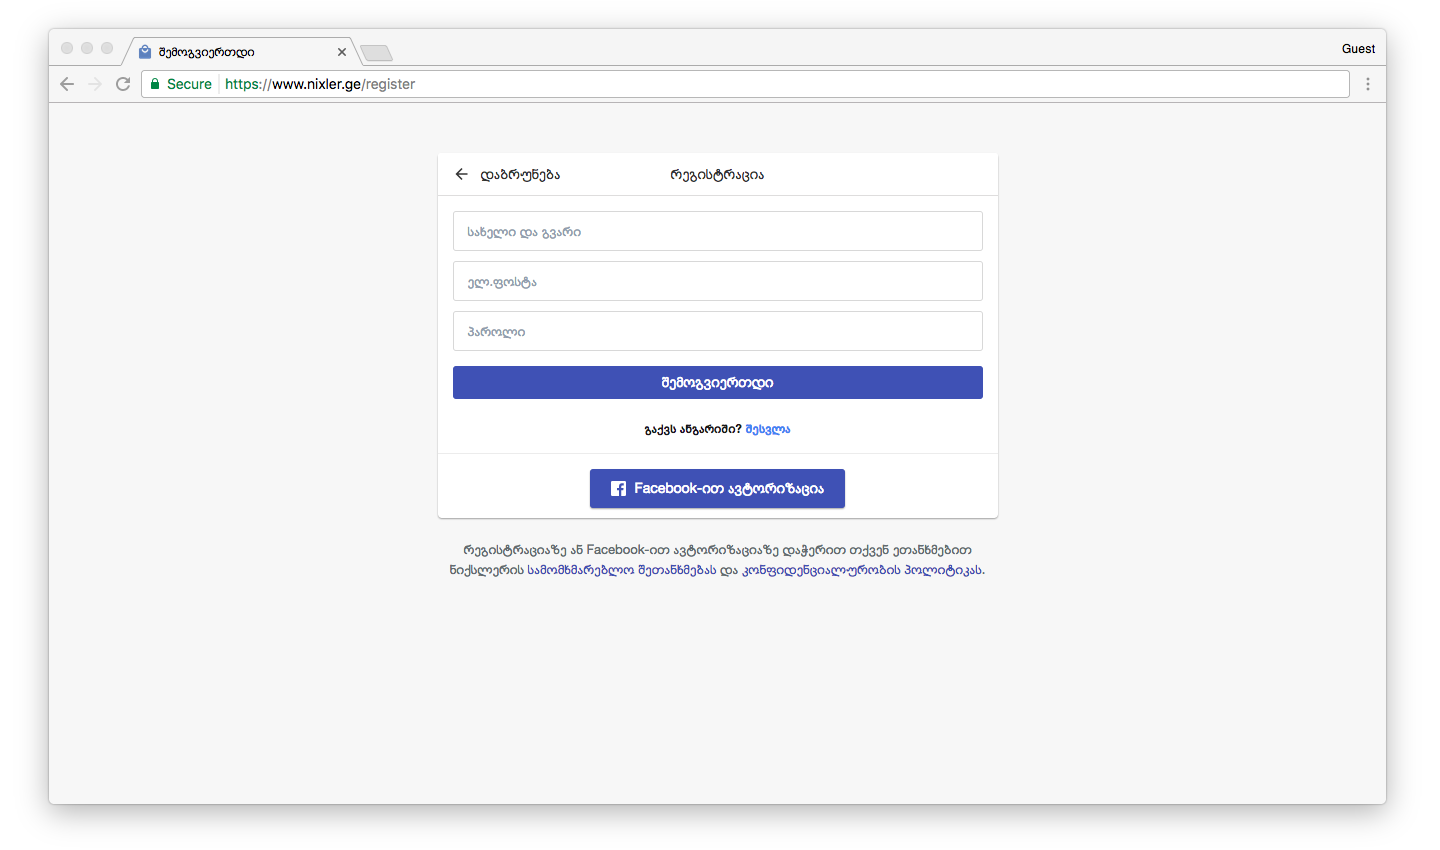 შემოგვიერთდი
Guest
Secure https://www.nixler.ge/register
დაბრუნება რეგისტრაცია
სახელი და გვარი
ელ.ფოსტა
პაროლი
შემოგვიერთდი
გაქვს ანგარიში? შესვლა
Facebook-ით ავტორიზაცია
რეგისტრაციაზე ან Facebook-ით ავტორიზაციაზე დაჭერით თქვენ ეთანხმებით
ნიქსლერის სამომხმარებლო შეთანხმებას და კონფიდენციალურობის პოლიტიკას.